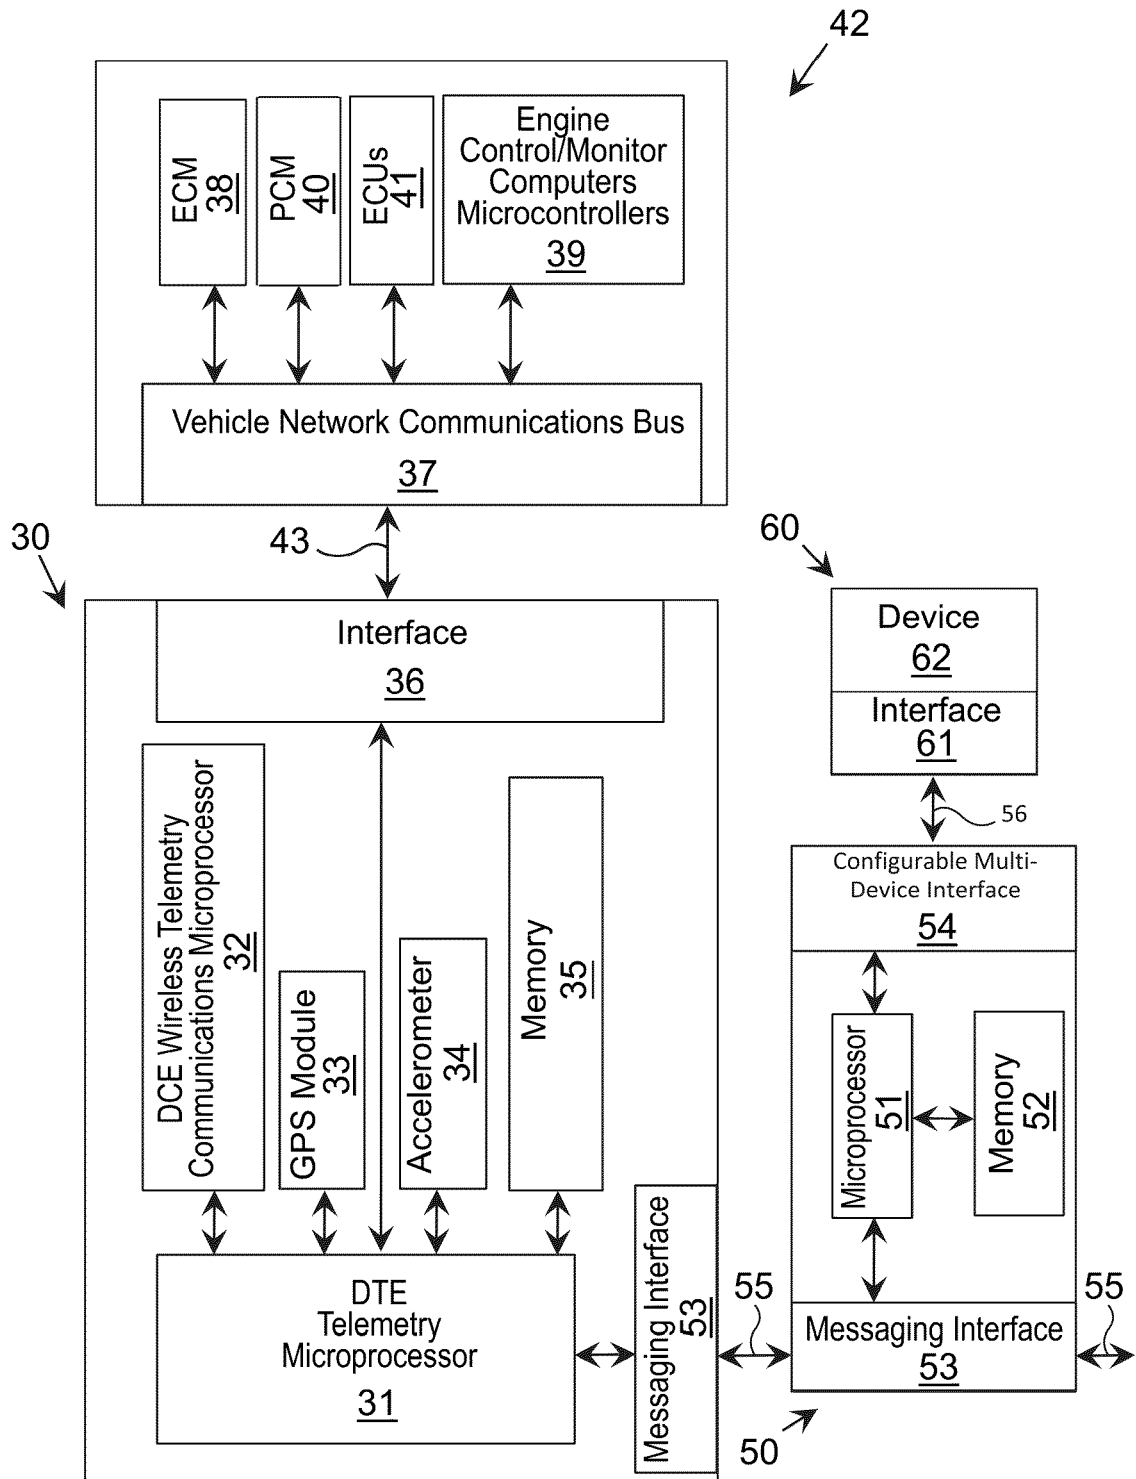 42
ECM
38
PCM
40
ECUs
41
Engine
Control/Monitor
Computers
Microcontrollers
39
Vehicle Network Communications Bus
37
30
43
60
Interface
36
Device
62
Interface
61
56
DCE Wireless Telemetry
Communications Microprocessor
32
GPS Module
33
Accelerometer
34
Memory
35
Configurable Multi-
Device Interface
54
Microprocessor
51
Memory
52
DTE
Telemetry
Microprocessor
31
Messaging Interface
53
55
Messaging Interface
53
55
50